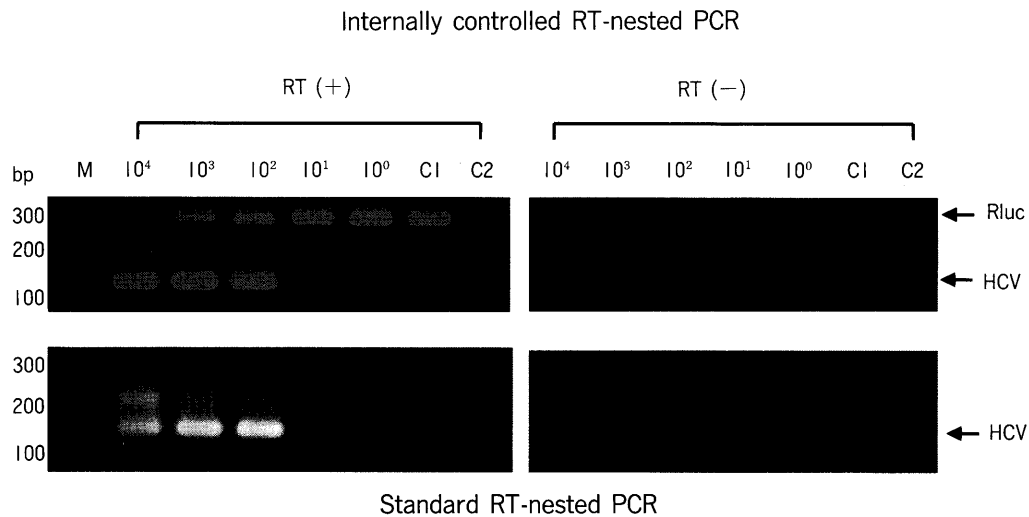 Internally controlled RT-nested PCR
RT (+) RT (−)
bp M 10⁴ 10³ 10² 10¹ 10⁰ C1 C2 10⁴ 10³ 10² 10¹ 10⁰ C1 C2
300 Rluc
200
100 HCV
300
200
100 HCV
Standard RT-nested PCR